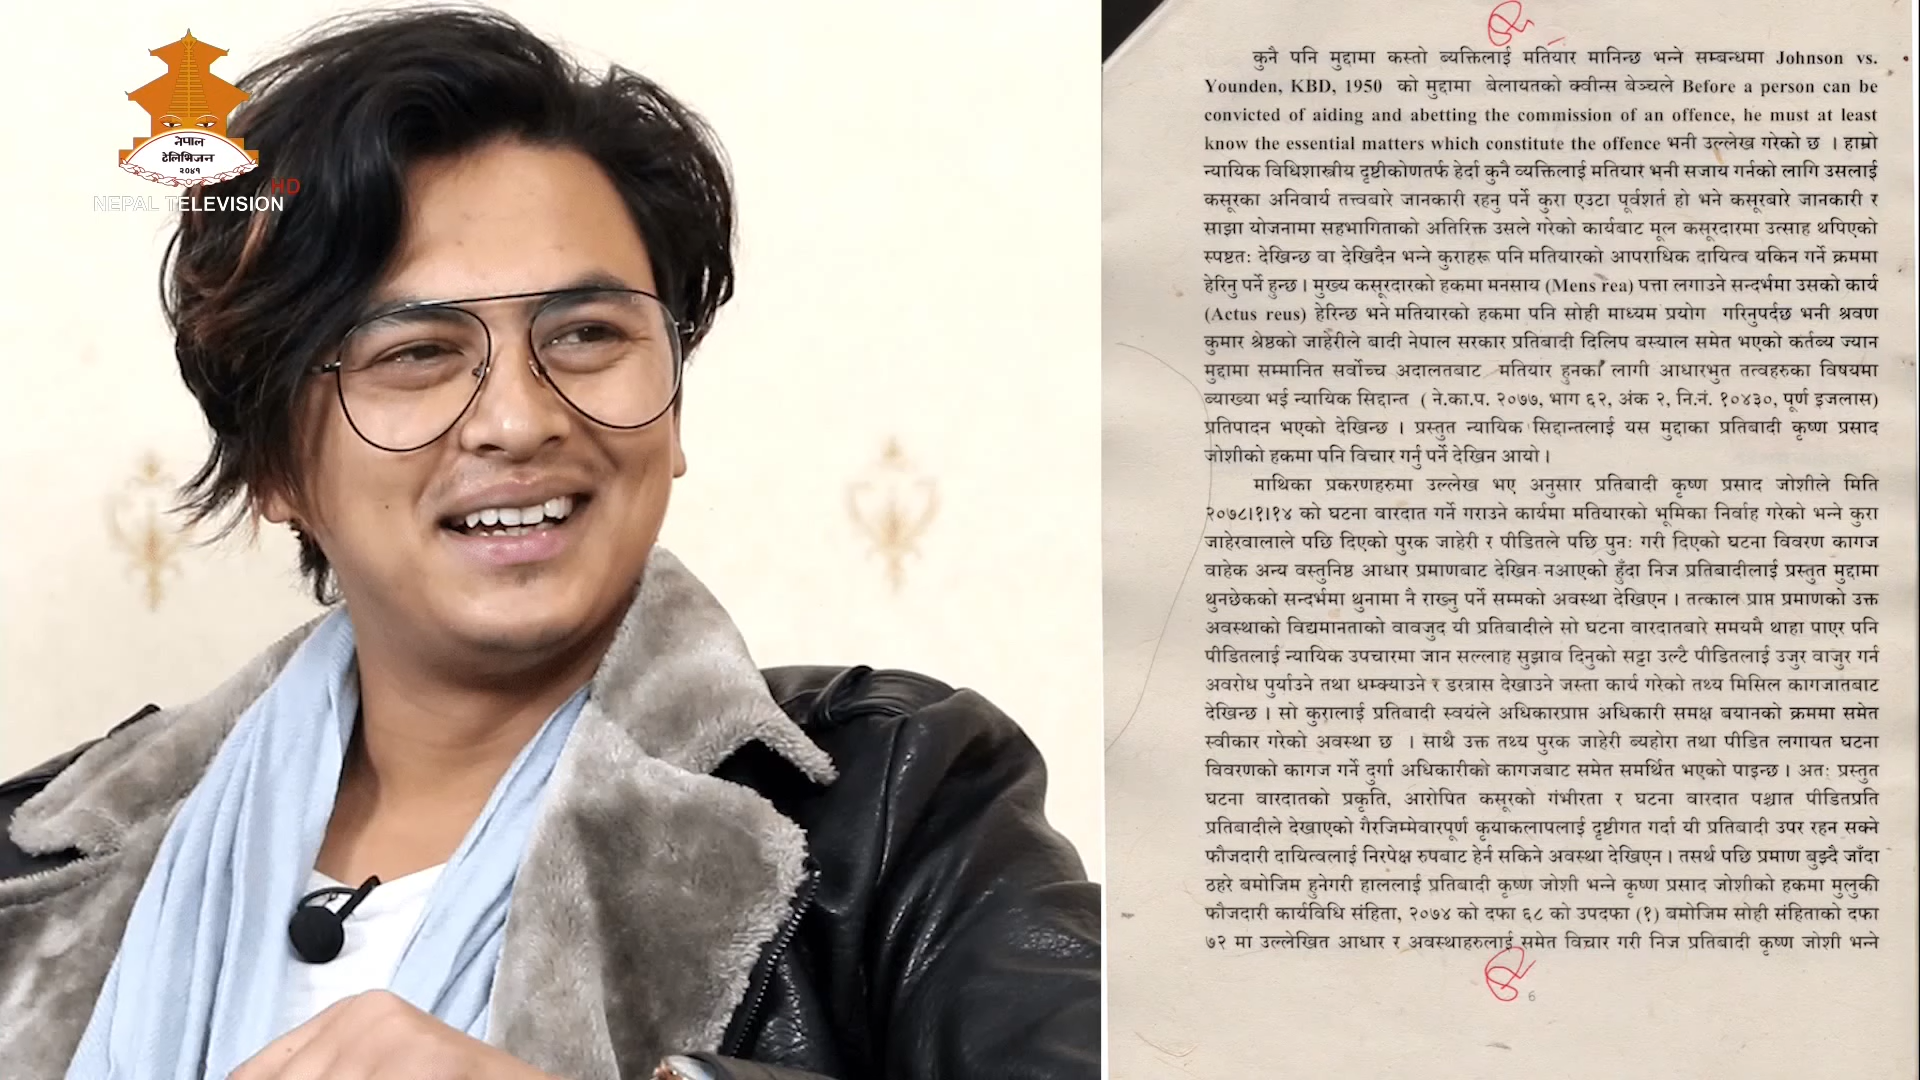 नेपाल
टेलिभिजन
२०४१
HD
NEPAL TELEVISION
कुनै पनि मुद्दामा कस्तो ब्यक्तिलाई मतियार मानिन्छ भन्ने सम्बन्धमा Johnson vs.
Younden, KBD, 1950 को मुद्दामा बेलायतको क्वीन्स बेञ्चले Before a person can be
convicted of aiding and abetting the commission of an offence, he must at least
know the essential matters which constitute the offence भनी उल्लेख गरेको छ । हाम्रो
न्यायिक विधिशास्त्रीय दृष्टीकोणतर्फ हेर्दा कुनै व्यक्तिलाई मतियार भनी सजाय गर्नको लागि उसलाई
कसूरका अनिवार्य तत्त्वबारे जानकारी रहनु पर्ने कुरा एउटा पूर्वशर्त हो भने कसूरबारे जानकारी र
साझा योजनामा सहभागिताको अतिरिक्त उसले गरेको कार्यबाट मूल कसूरदारमा उत्साह थपिएको
स्पष्टतः देखिन्छ वा देखिदैन भन्ने कुराहरू पनि मतियारको आपराधिक दायित्व यकिन गर्ने क्रममा
हेरिनु पर्ने हुन्छ । मुख्य कसूरदारको हकमा मनसाय (Mens rea) पत्ता लगाउने सन्दर्भमा उसको कार्य
(Actus reus) हेरिन्छ भने मतियारको हकमा पनि सोही माध्यम प्रयोग गरिनुपर्दछ भनी श्रवण
कुमार श्रेष्ठको जाहेरीले बादी नेपाल सरकार प्रतिबादी दिलिप बस्याल समेत भएको कर्तब्य ज्यान
मुद्दामा सम्मानित सर्वोच्च अदालतबाट मतियार हुनका लागी आधारभुत तत्वहरुका विषयमा
ब्याख्या भई न्यायिक सिद्दान्त ( ने.का.प. २०७७, भाग ६२, अंक २, नि.नं. १०४३०, पूर्ण इजलास)
प्रतिपादन भएको देखिन्छ । प्रस्तुत न्यायिक सिद्दान्तलाई यस मुद्दाका प्रतिबादी कृष्ण प्रसाद
जोशीको हकमा पनि विचार गर्नु पर्ने देखिन आयो ।
माथिका प्रकरणहरुमा उल्लेख भए अनुसार प्रतिबादी कृष्ण प्रसाद जोशीले मिति
२०७८।१।१४ को घटना वारदात गर्ने गराउने कार्यमा मतियारको भूमिका निर्वाह गरेको भन्ने कुरा
जाहेरवालाले पछि दिएको पुरक जाहेरी र पीडितले पछि पुनः गरी दिएको घटना विवरण कागज
वाहेक अन्य वस्तुनिष्ठ आधार प्रमाणबाट देखिन नआएको हुँदा निज प्रतिबादीलाई प्रस्तुत मुद्दामा
थुनछेकको सन्दर्भमा थुनामा नै राख्नु पर्ने सम्मको अवस्था देखिएन । तत्काल प्राप्त प्रमाणको उक्त
अवस्थाको विद्यमानताको वावजुद यी प्रतिबादीले सो घटना वारदातबारे समयमै थाहा पाएर पनि
पीडितलाई न्यायिक उपचारमा जान सल्लाह सुझाव दिनुको सट्टा उल्टै पीडितलाई उजुर वाजुर गर्न
अवरोध पुर्याउने तथा धम्क्याउने र डरत्रास देखाउने जस्ता कार्य गरेको तथ्य मिसिल कागजातबाट
देखिन्छ । सो कुरालाई प्रतिबादी स्वयंले अधिकारप्राप्त अधिकारी समक्ष बयानको क्रममा समेत
स्वीकार गरेको अवस्था छ । साथै उक्त तथ्य पुरक जाहेरी ब्यहोरा तथा पीडित लगायत घटना
विवरणको कागज गर्ने दुर्गा अधिकारीको कागजबाट समेत समर्थित भएको पाइन्छ । अतः प्रस्तुत
घटना वारदातको प्रकृति, आरोपित कसूरको गंभीरता र घटना वारदात पश्चात पीडितप्रति
प्रतिबादीले देखाएको गैरजिम्मेवारपूर्ण कृयाकलापलाई दृष्टीगत गर्दा यी प्रतिबादी उपर रहन सक्ने
फौजदारी दायित्वलाई निरपेक्ष रुपबाट हेर्न सकिने अवस्था देखिएन । तसर्थ पछि प्रमाण बुझ्दै जाँदा
ठहरे बमोजिम हुनेगरी हाललाई प्रतिबादी कृष्ण जोशी भन्ने कृष्ण प्रसाद जोशीको हकमा मुलुकी
फौजदारी कार्यविधि संहिता, २०७४ को दफा ६८ को उपदफा (१) बमोजिम सोही संहिताको दफा
७२ मा उल्लेखित आधार र अवस्थाहरुलाई समेत विचार गरी निज प्रतिबादी कृष्ण जोशी भन्ने
6